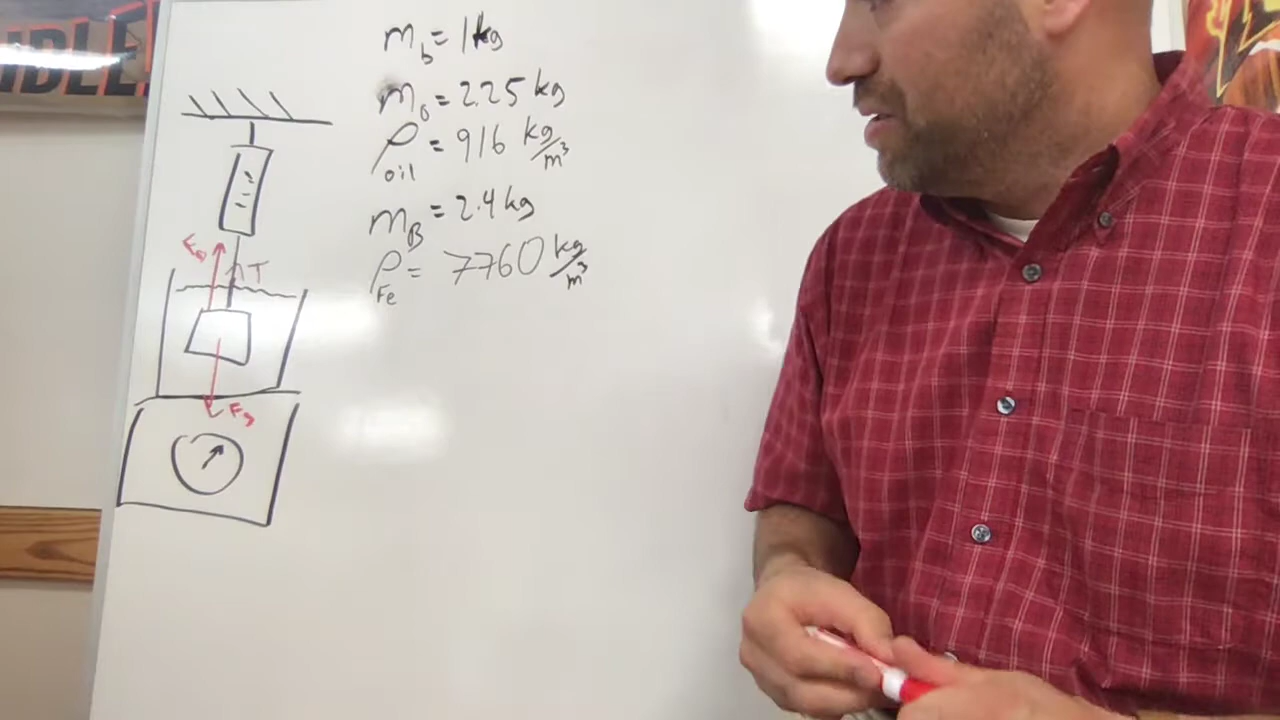 m_b = 1kg
m_o = 2.25 kg
ρ_oil = 916 kg/m³
m_B = 2.4 kg
ρ_Fe = 7760 kg/m³
T
F_g